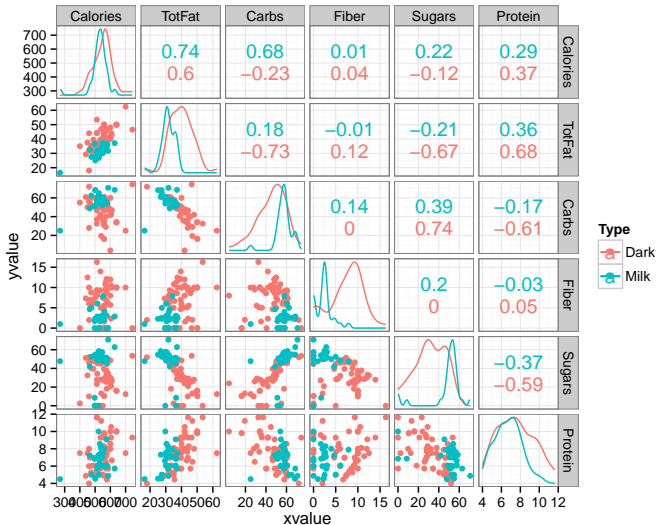 Calories TotFat Carbs Fiber Sugars Protein
700
600
500
400
300
0.74 0.68 0.01 0.22 0.29
0.6 −0.23 0.04 −0.12 0.37
Calories
60
50
40
30
20
0.18 −0.01 −0.21 0.36
−0.73 0.12 −0.67 0.68
TotFat
60
40
20
0.14 0.39 −0.17
0 0.74 −0.61
Carbs
15
10
5
0
0.2 −0.03
0 0.05
Fiber
60
40
20
0
−0.37
−0.59
Sugars
12
10
8
6
4
Protein
300 400 500 600 700 20 30 40 50 60 20 40 60 0 5 10 15 0 20 40 60 4 6 8 10 12
xvalue
yvalue
Type
a Dark
a Milk